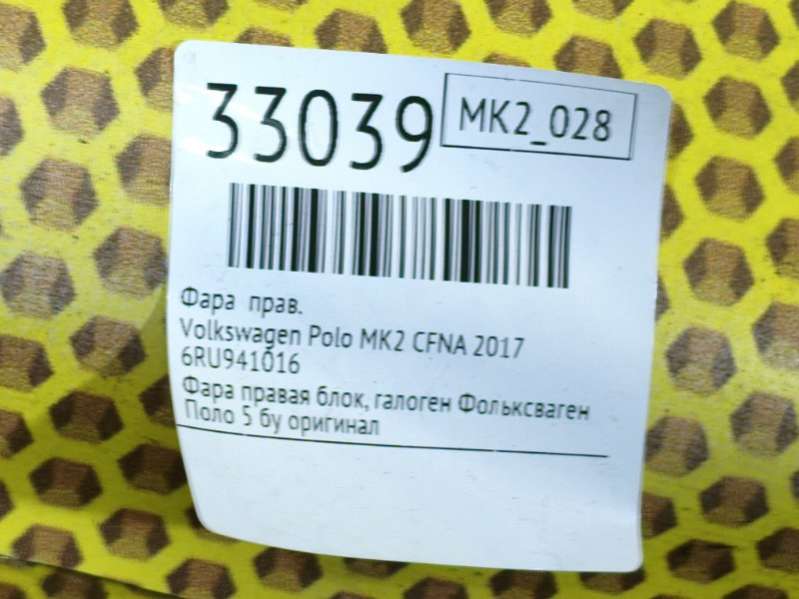 33039
MK2_028
Фара прав.
Volkswagen Polo MK2 CFNA 2017
6RU941016
Фара правая блок, галоген Фольксваген
Поло 5 бу оригинал